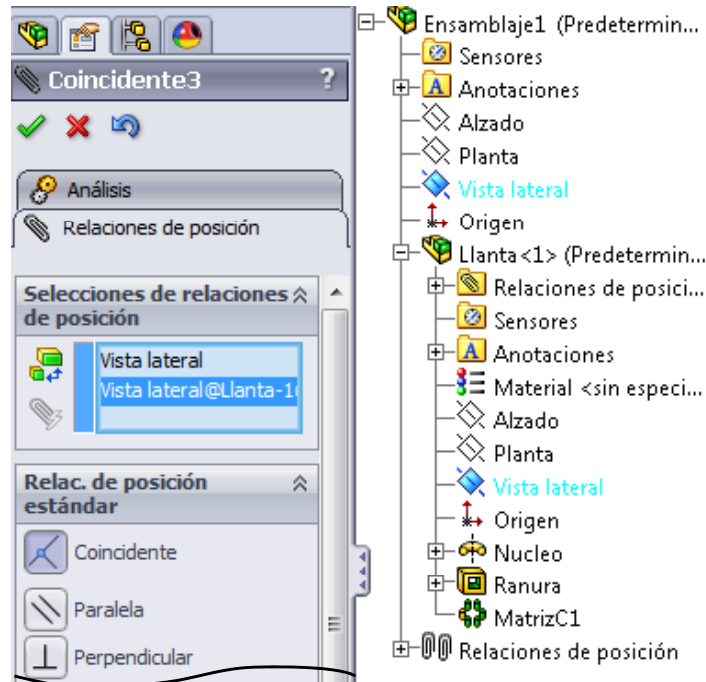 Coincidente3 ?
Análisis
Relaciones de posición
Selecciones de relaciones
de posición
Vista lateral
Vista lateral@Llanta-1
Relac. de posición
estándar
Coincidente
Paralela
Perpendicular
Ensamblaje1 (Predetermin...
Sensores
Anotaciones
Alzado
Planta
Vista lateral
Origen
Llanta<1> (Predetermin...
Relaciones de posici...
Sensores
Anotaciones
Material <sin especi...
Alzado
Planta
Vista lateral
Origen
Nucleo
Ranura
MatrizC1
Relaciones de posición